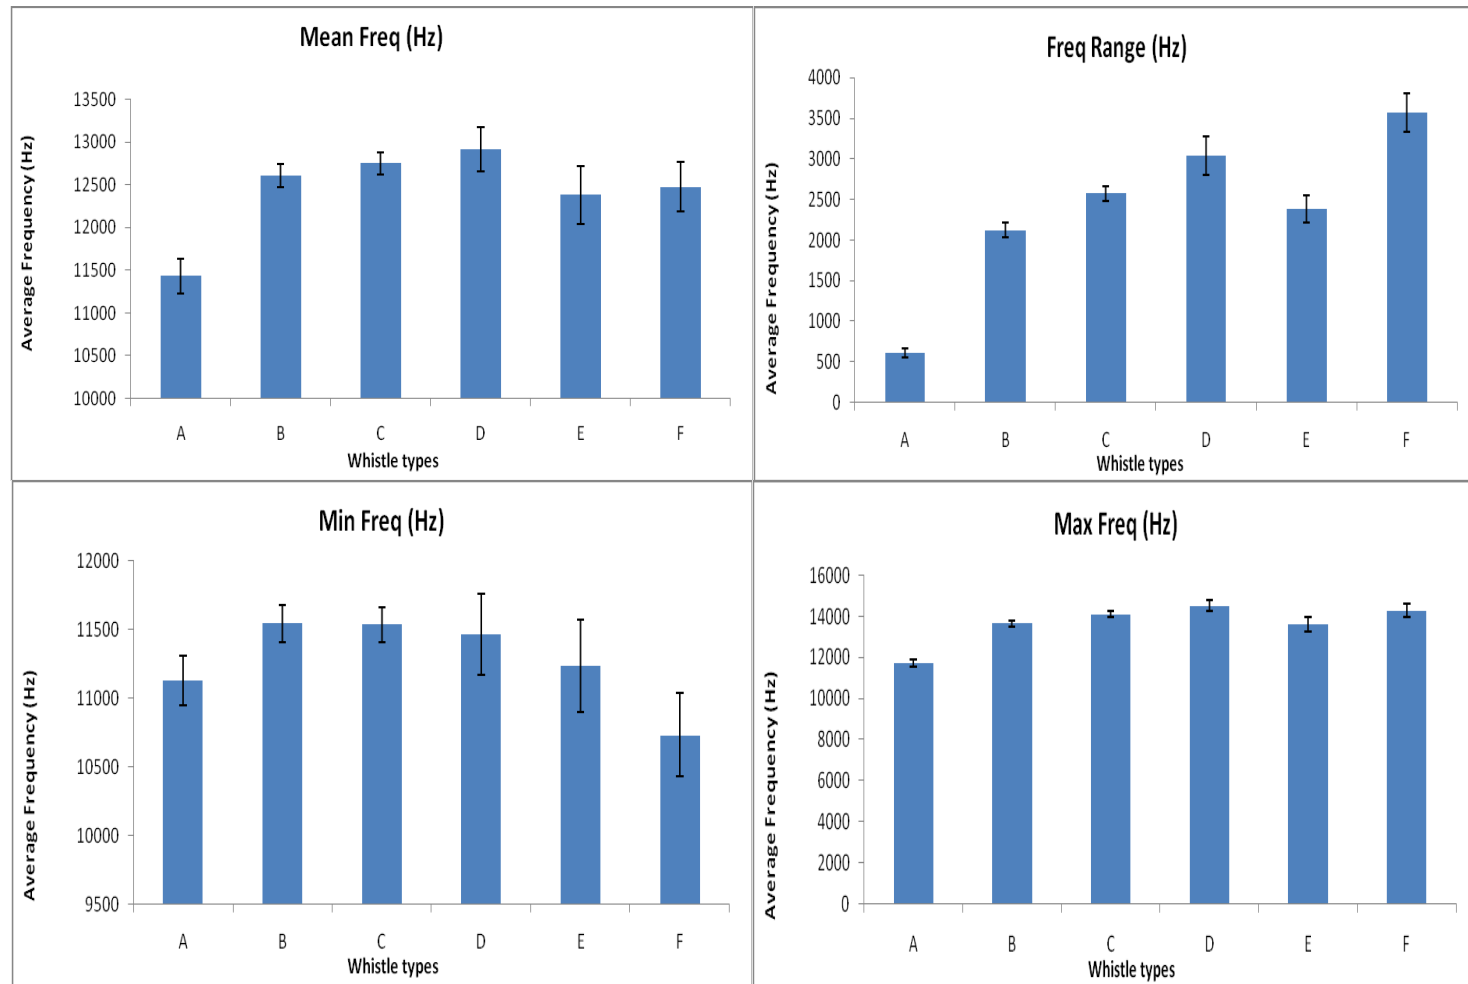 Mean Freq (Hz)
Average Frequency (Hz)
13500
13000
12500
12000
11500
11000
10500
10000
A B C D E F
Whistle types
Freq Range (Hz)
Average Frequency (Hz)
4000
3500
3000
2500
2000
1500
1000
500
0
A B C D E F
Whistle types
Min Freq (Hz)
Average Frequency (Hz)
12000
11500
11000
10500
10000
9500
A B C D E F
Whistle types
Max Freq (Hz)
Average Frequency (Hz)
16000
14000
12000
10000
8000
6000
4000
2000
0
A B C D E F
Whistle types